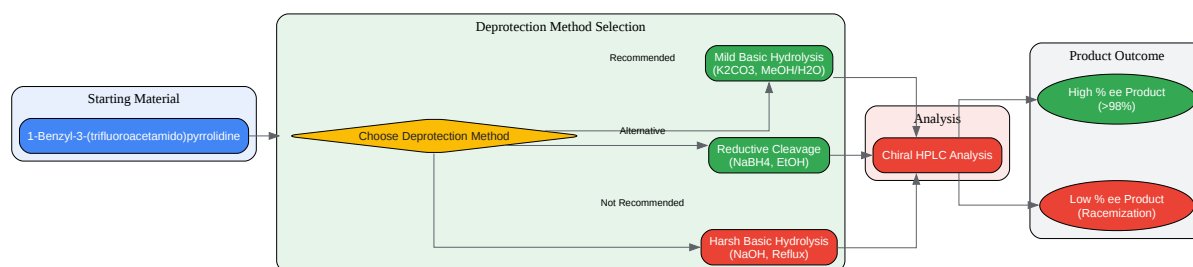 Deprotection Method Selection
Starting Material
1-Benzyl-3-(trifluoroacetamido)pyrrolidine
Choose Deprotection Method
Recommended
Mild Basic Hydrolysis
(K2CO3, MeOH/H2O)
Alternative
Reductive Cleavage
(NaBH4, EtOH)
Not Recommended
Harsh Basic Hydrolysis
(NaOH, Reflux)
Analysis
Chiral HPLC Analysis
Product Outcome
High % ee Product
(>98%)
Low % ee Product
(Racemization)